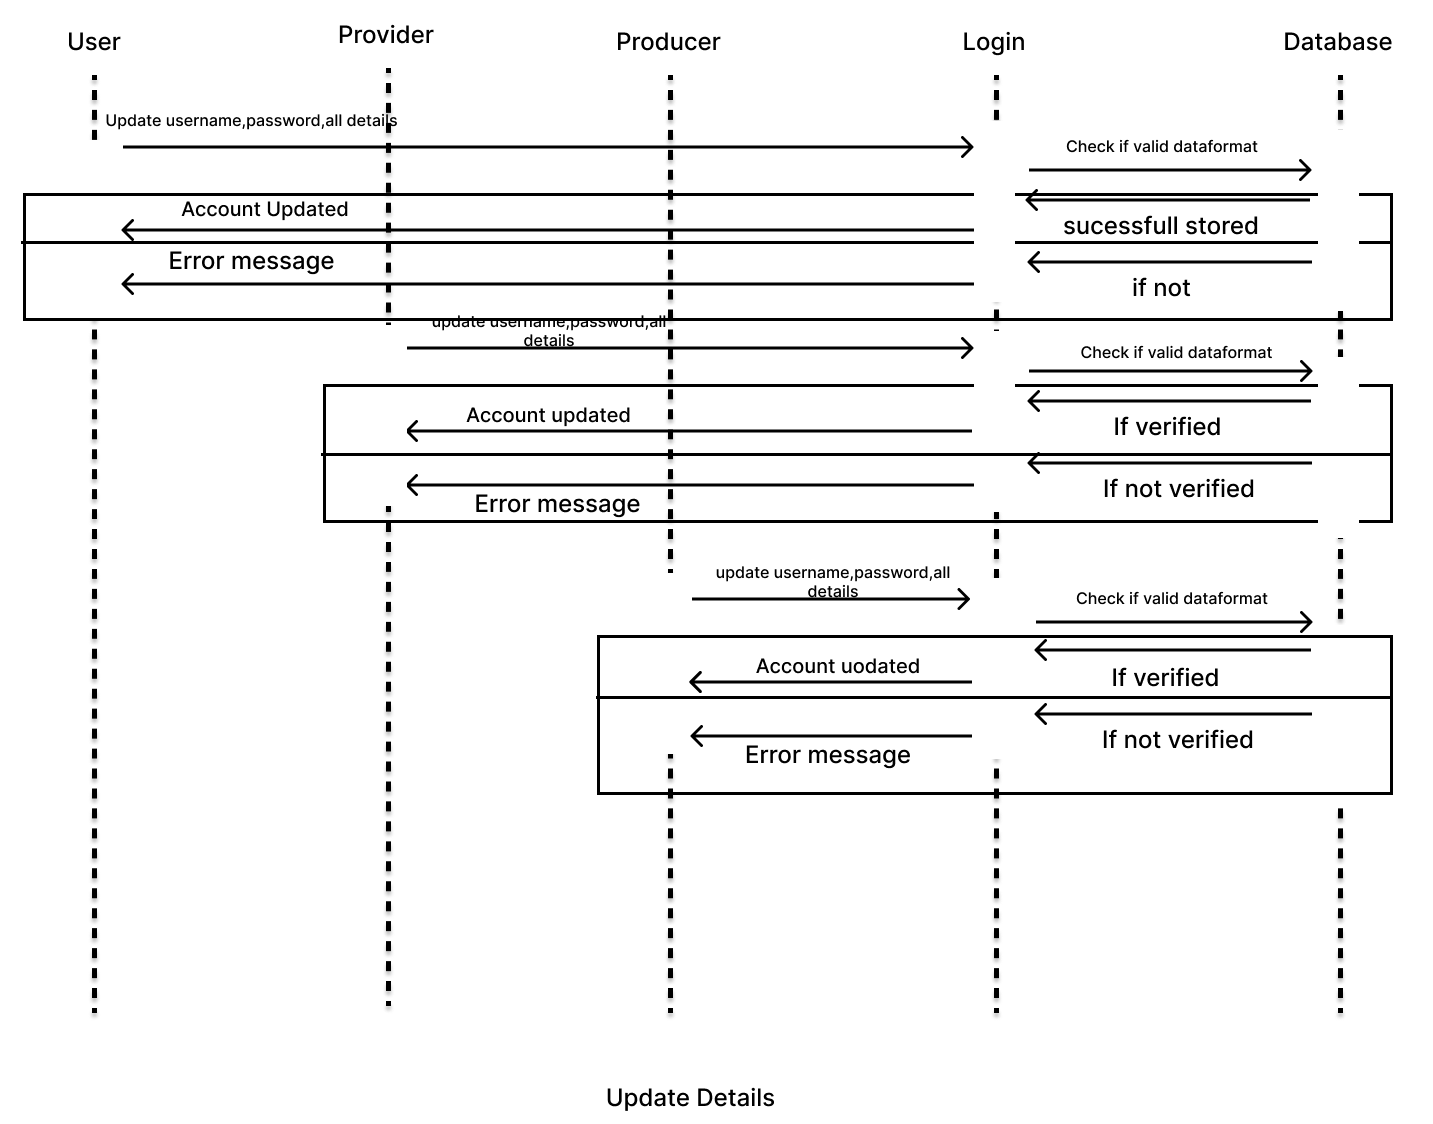 User
Provider
Producer
Login
Database
Update username,password,all details
Check if valid dataformat
Account Updated
sucessfull stored
Error message
if not
update username,password,all
details
Check if valid dataformat
Account updated
If verified
If not verified
Error message
update username,password,all
details
Check if valid dataformat
Account uodated
If verified
If not verified
Error message
Update Details